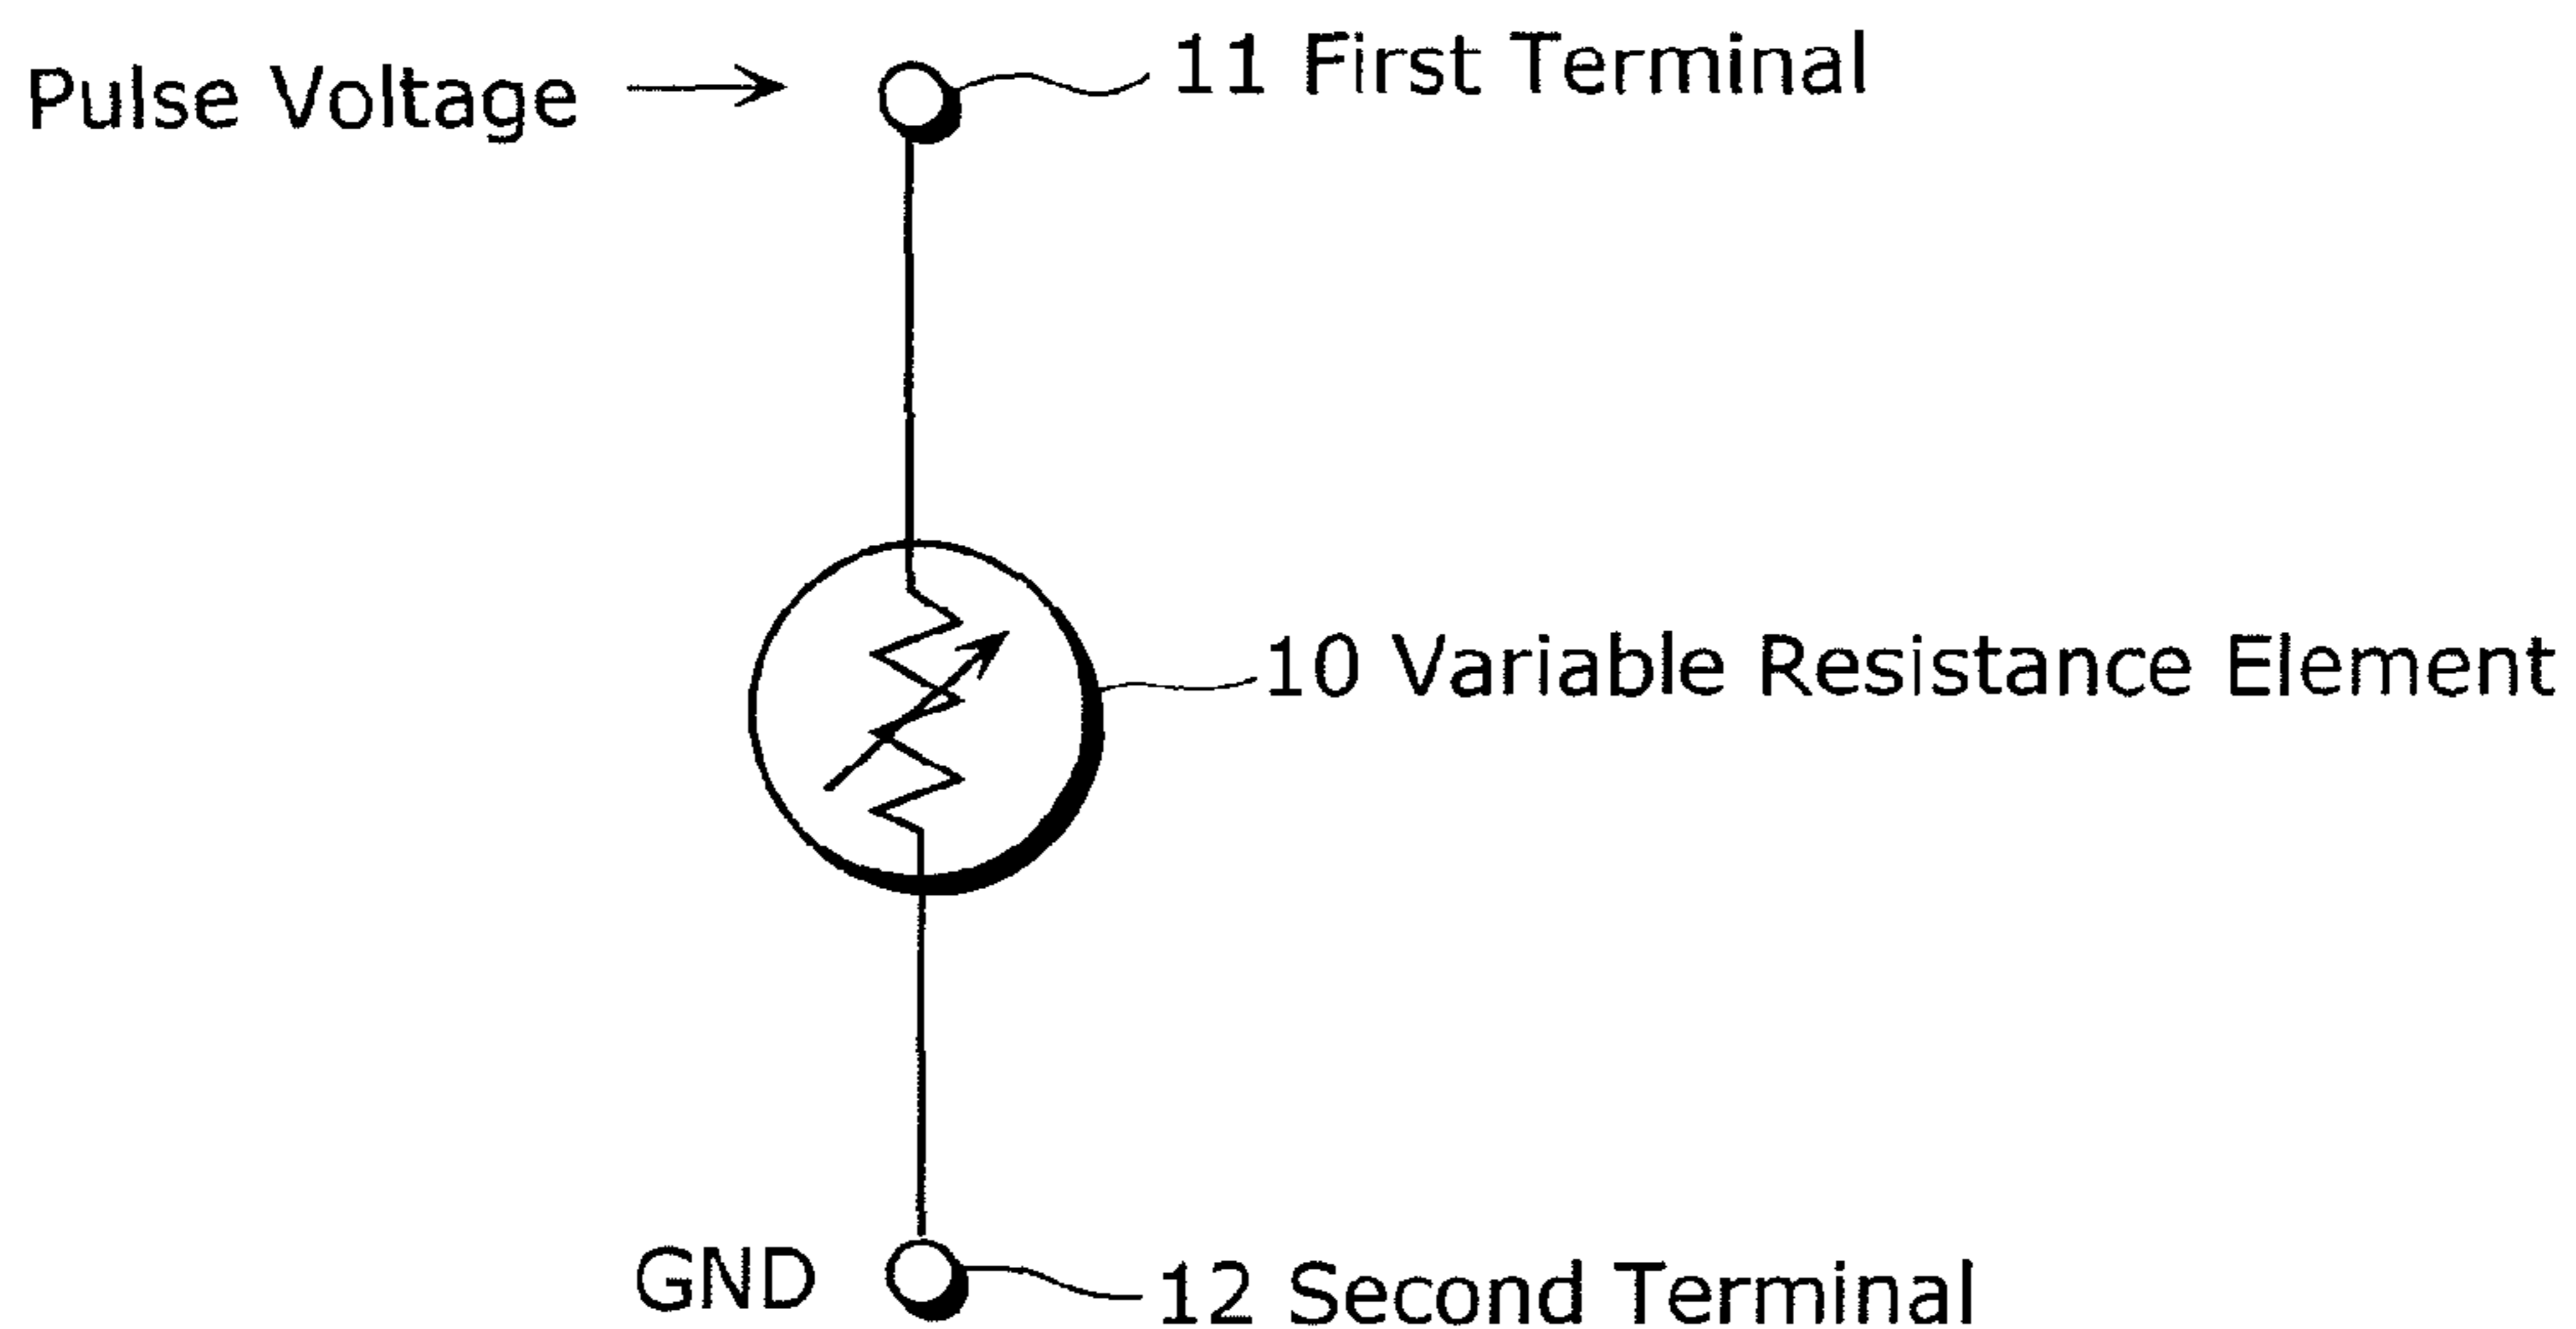 Pulse Voltage
11 First Terminal
10 Variable Resistance Element
GND
12 Second Terminal